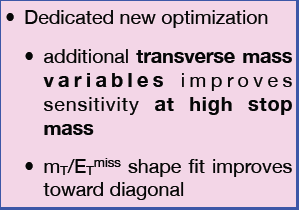 • Dedicated new optimization
• additional transverse mass
variables improves
sensitivity at high stop
mass
• mT/ETmiss shape fit improves
toward diagonal